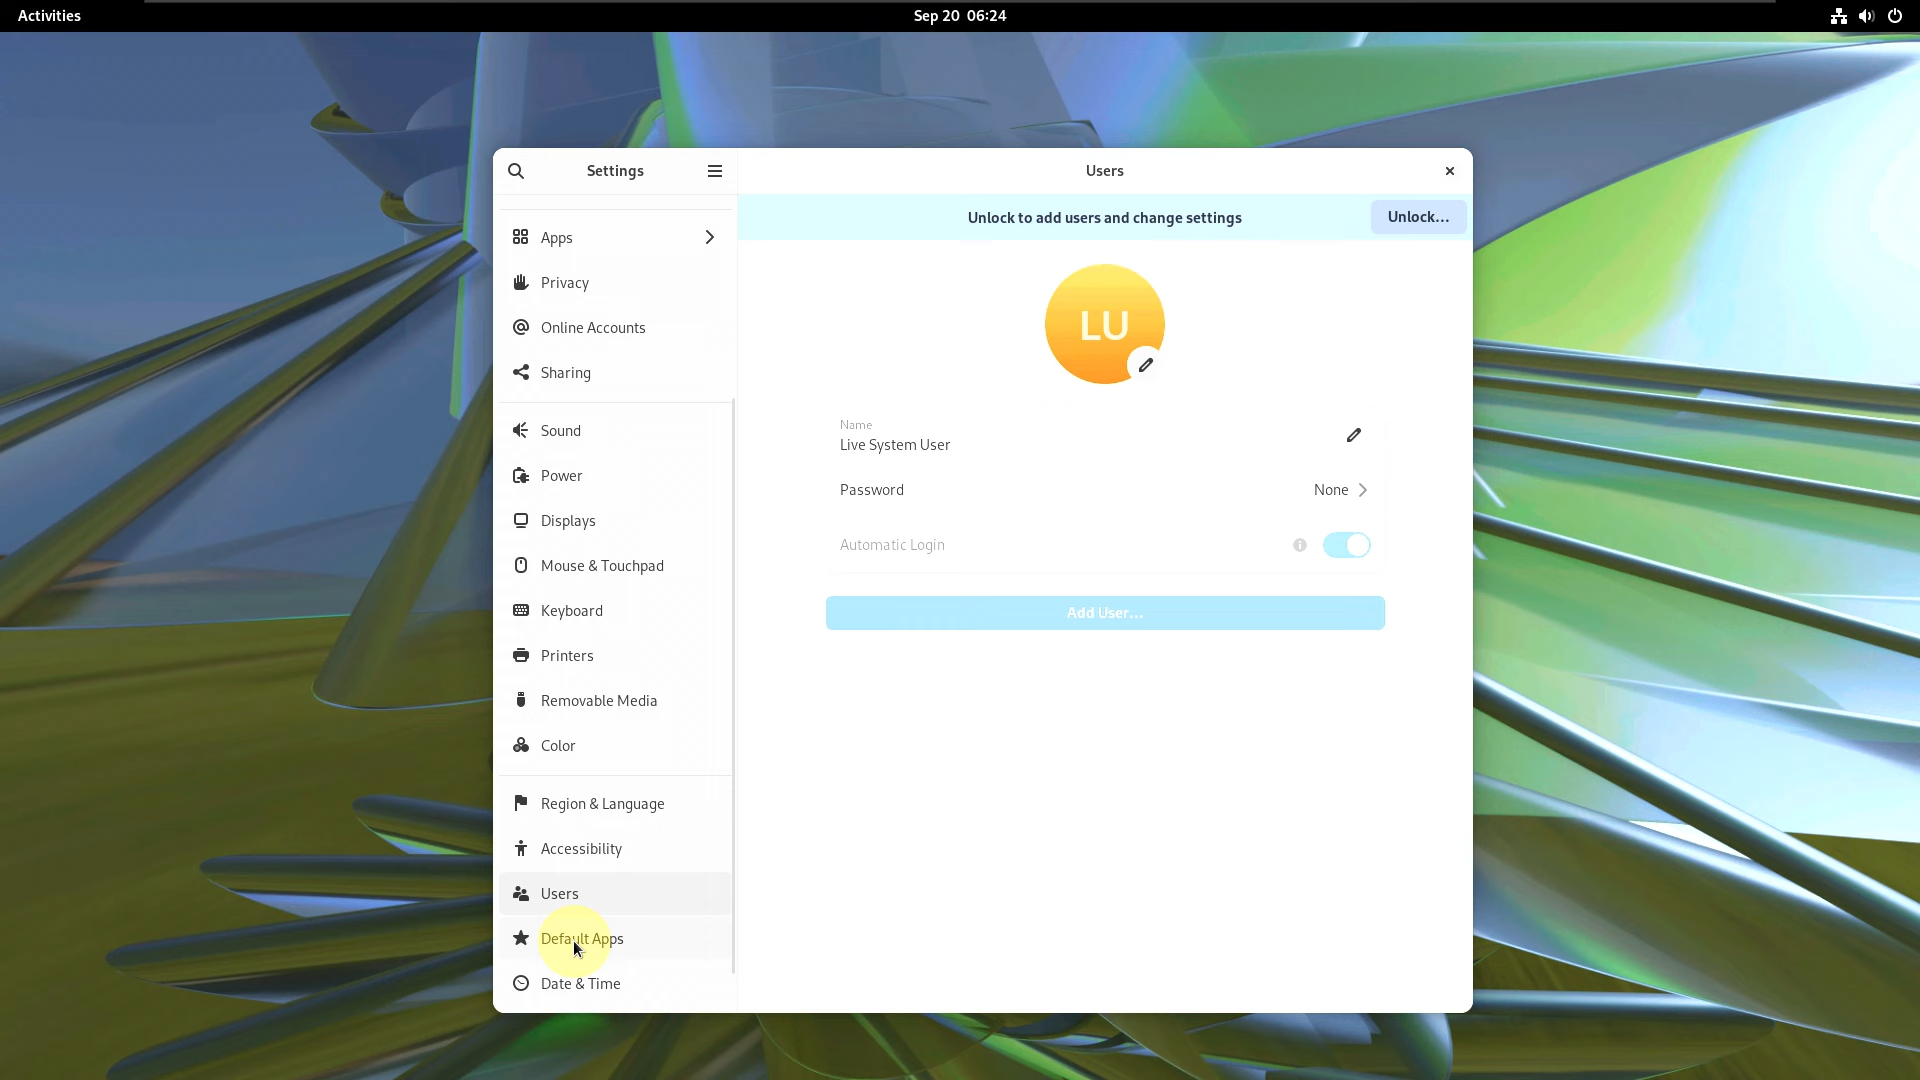 Activities
Sep 20 06:24
Settings
Users
Unlock to add users and change settings
Unlock...
Apps
Privacy
Online Accounts
Sharing
Sound
Power
Displays
Mouse & Touchpad
Keyboard
Printers
Removable Media
Color
Region & Language
Accessibility
Users
Default Apps
Date & Time
LU
Name
Live System User
Password
None
Automatic Login
Add User...